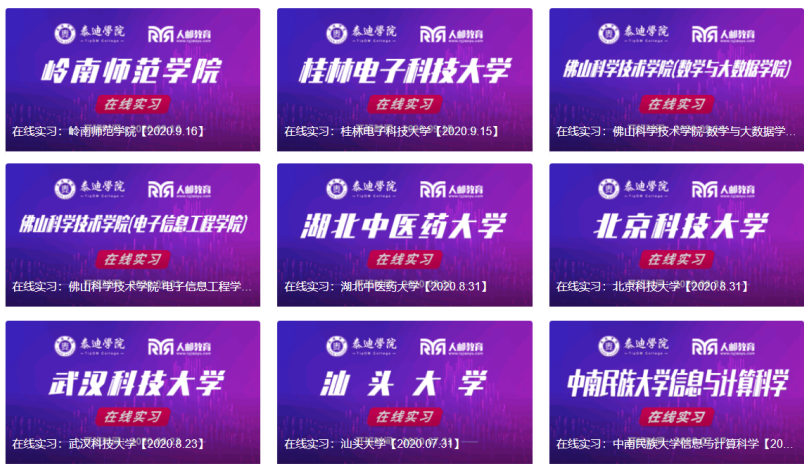 泰迪學院 人邮教育
岭南师范学院
在线实习
在线实习：岭南师范学院【2020.9.16】
泰迪學院 人邮教育
桂林电子科技大学
在线实习
在线实习：桂林电子科技大学【2020.9.15】
泰迪學院 人邮教育
佛山科学技术学院(数学与大数据学院)
在线实习
在线实习：佛山科学技术学院-数学与大数据学...
泰迪學院 人邮教育
佛山科学技术学院(电子信息工程学院)
在线实习
在线实习：佛山科学技术学院-电子信息工程学...
泰迪學院 人邮教育
湖北中医药大学
在线实习
在线实习：湖北中医药大学【2020.8.31】
泰迪學院 人邮教育
北京科技大学
在线实习
在线实习：北京科技大学【2020.8.31】
泰迪學院 人邮教育
武汉科技大学
在线实习
在线实习：武汉科技大学【2020.8.23】
泰迪學院 人邮教育
汕头大学
在线实习
在线实习：汕头大学【2020.07.31】
泰迪學院 人邮教育
中南民族大学信息与计算科学
在线实习
在线实习：中南民族大学信息与计算科学【20...